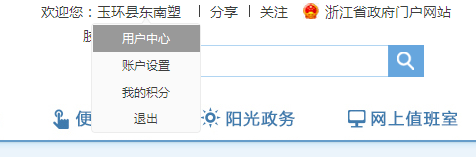 欢迎您：玉环县东南塑 | 分享 | 关注 浙江省政府门户网站
用户中心
账户设置
我的积分
退出
便 阳光政务 网上值班室